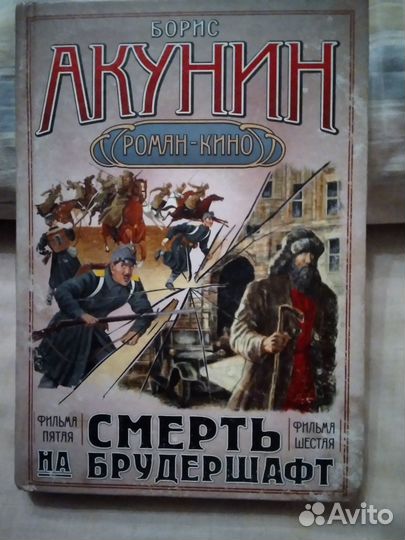 БОРИС
АКУНИН
РОМАН-КИНО
ФИЛЬМА
ПЯТАЯ
ФИЛЬМА
ШЕСТАЯ
СМЕРТЬ
НА БРУДЕРШАФТ
Avito